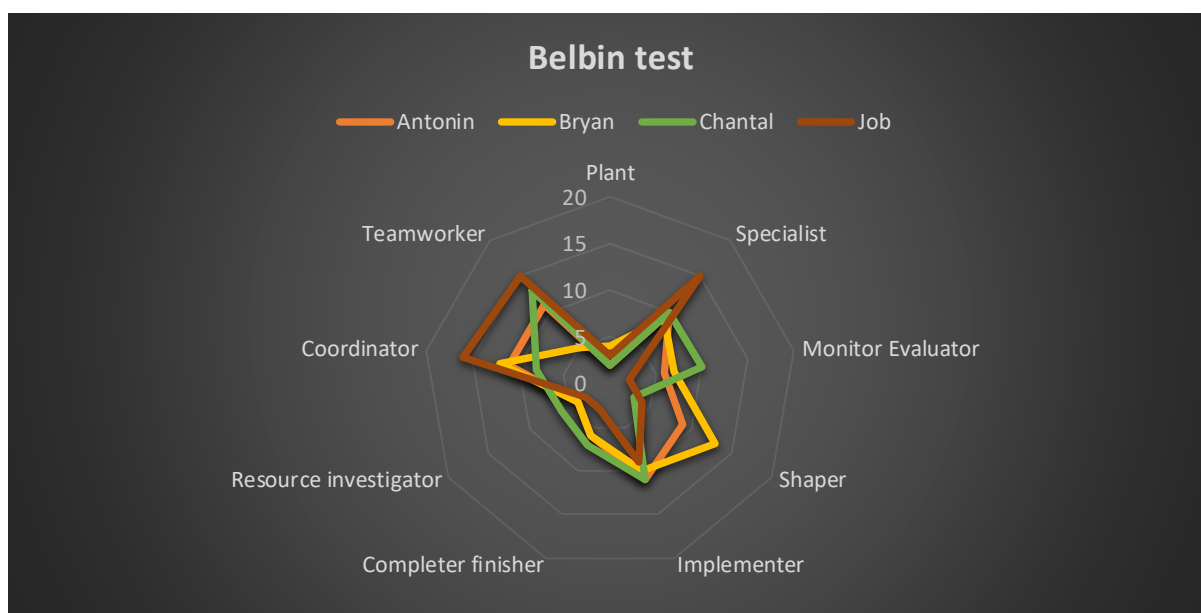 Belbin test
Antonin Bryan Chantal Job
Plant
20
Teamworker
Specialist
15
10
Coordinator
5
Monitor Evaluator
0
Resource investigator
Shaper
Completer finisher
Implementer